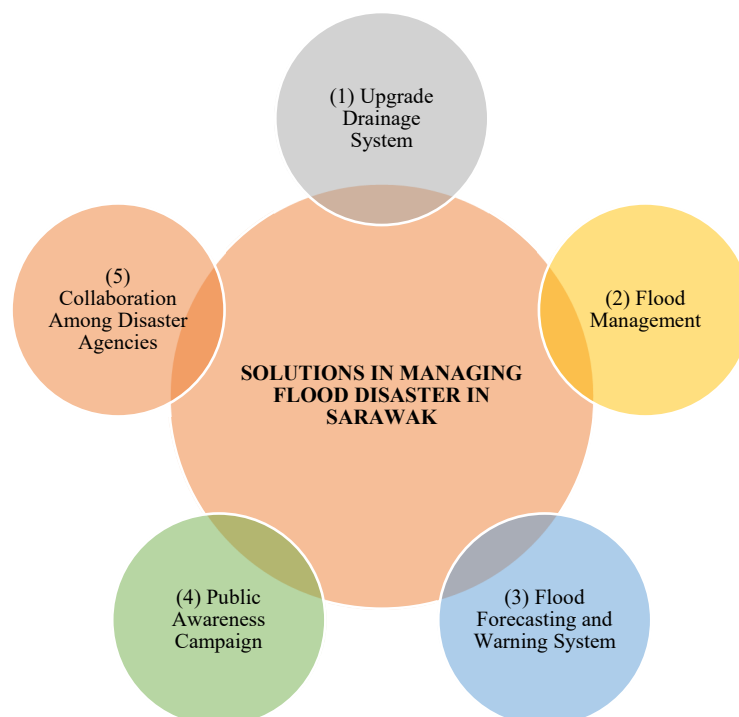 (1) Upgrade
Drainage
System
(2) Flood
Management
(3) Flood
Forecasting and
Warning System
(4) Public
Awareness
Campaign
(5)
Collaboration
Among Disaster
Agencies
SOLUTIONS IN MANAGING
FLOOD DISASTER IN
SARAWAK